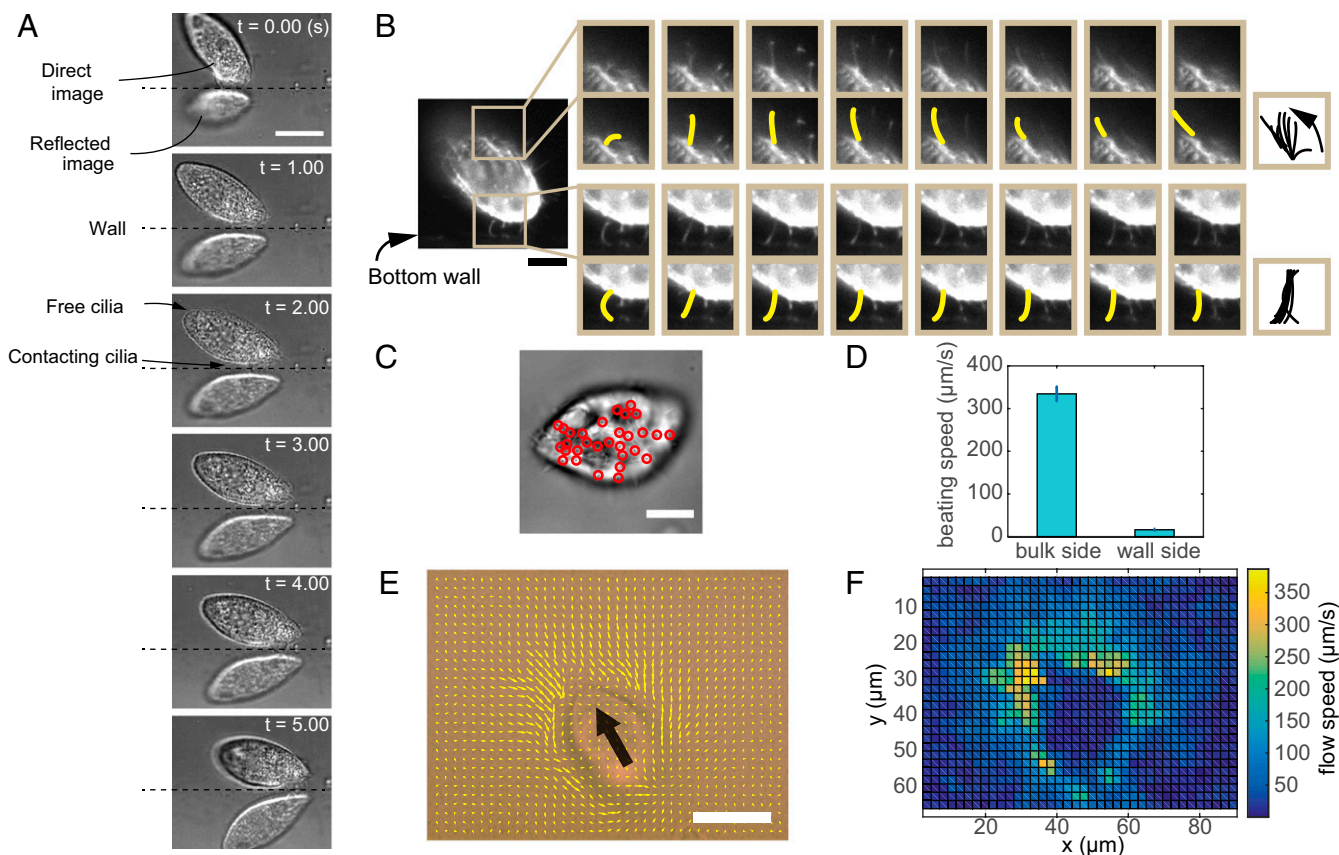 A
t = 0.00 (s)
Direct
image
Reflected
image
t = 1.00
Wall
t = 2.00
Free cilia
Contacting cilia
t = 3.00
t = 4.00
t = 5.00
B
Bottom wall
C
D
beating speed (μm/s)
400
300
200
100
0
bulk side
wall side
E
F
y (μm)
10
20
30
40
50
60
20
40
60
80
x (μm)
350
300
250
200
150
100
50
flow speed (μm/s)